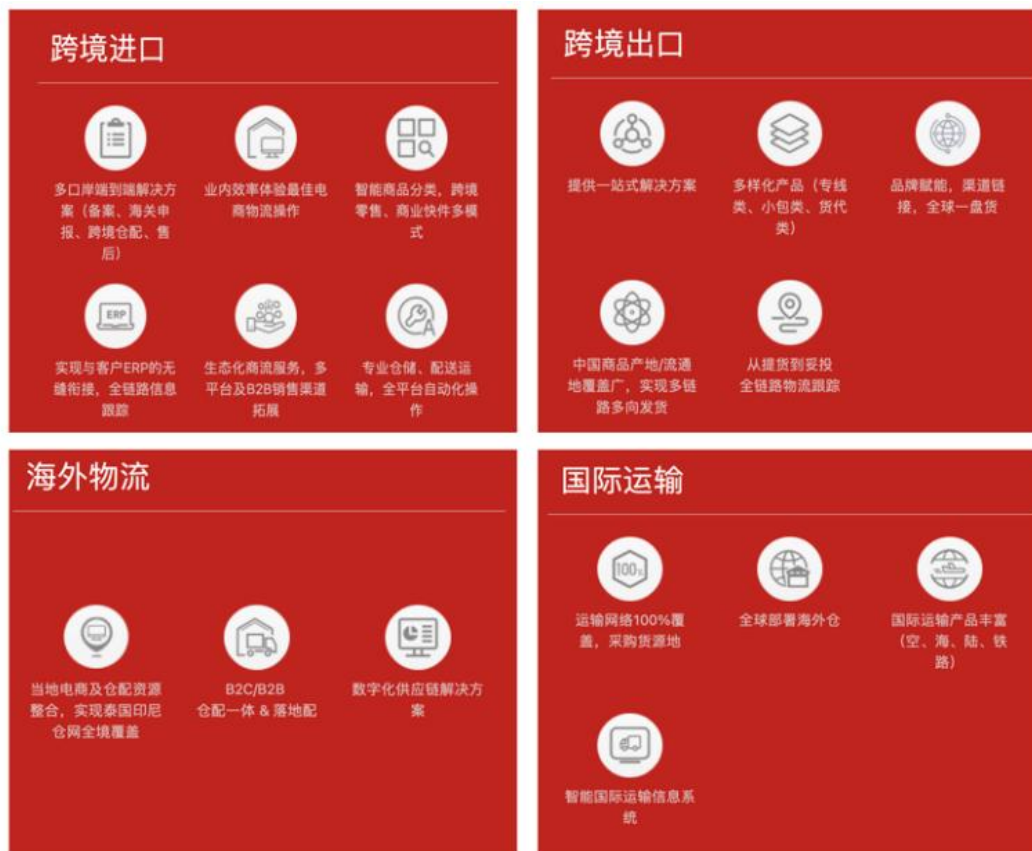 跨境进口
多口岸端到端解决方
案（备案、海关申
报、跨境仓配、售
后）
业内效率体验最佳电
商物流操作
智能商品分类，跨境
零售、商业快件多模
式
ERP
实现与客户ERP的无
缝衔接，全链路信息
跟踪
生态化商流服务，多
平台及B2B销售渠道
拓展
A
专业仓储、配送运
输，全平台自动化操
作
跨境出口
提供一站式解决方案
多样化产品（专线
类、小包类、货代
类）
品牌赋能，渠道链
接，全球一盘货
中国商品产地/流通
地覆盖广，实现多链
路多向发货
从提货到妥投
全链路物流跟踪
海外物流
当地电商及仓配资源
整合，实现泰国印尼
仓网全境覆盖
B2C/B2B
仓配一体 & 落地配
数字化供应链解决方
案
国际运输
100%
运输网络100%覆
盖，采购货源地
全球部署海外仓
国际运输产品丰富
（空、海、陆、铁
路）
智能国际运输信息系
统